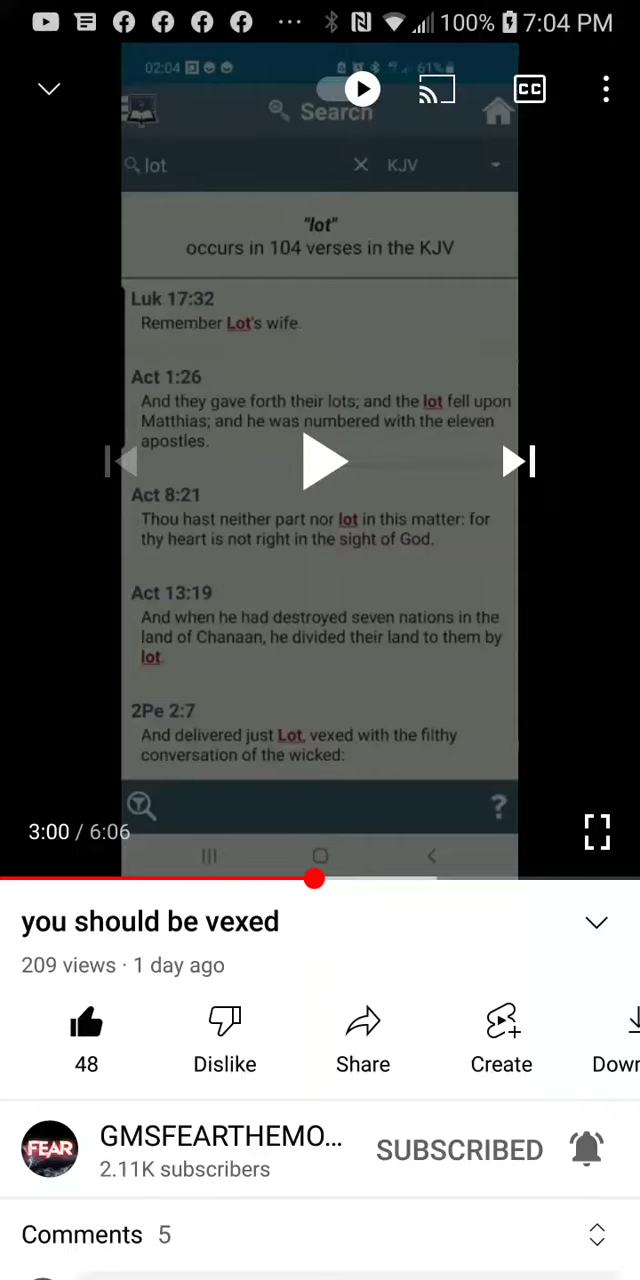 100% 7:04 PM
02:04 61%
CC
Search
lot KJV
"lot"
occurs in 104 verses in the KJV
Luk 17:32
Remember Lot's wife.
Act 1:26
And they gave forth their lots; and the lot fell upon
Matthias; and he was numbered with the eleven
apostles.
Act 8:21
Thou hast neither part nor lot in this matter: for
thy heart is not right in the sight of God.
Act 13:19
And when he had destroyed seven nations in the
land of Chanaan, he divided their land to them by
lot.
2Pe 2:7
And delivered just Lot, vexed with the filthy
conversation of the wicked:
?
3:00 / 6:06
you should be vexed
209 views · 1 day ago
48 Dislike Share Create Down
FEAR
GMSFEARTHEMO... SUBSCRIBED
2.11K subscribers
Comments 5